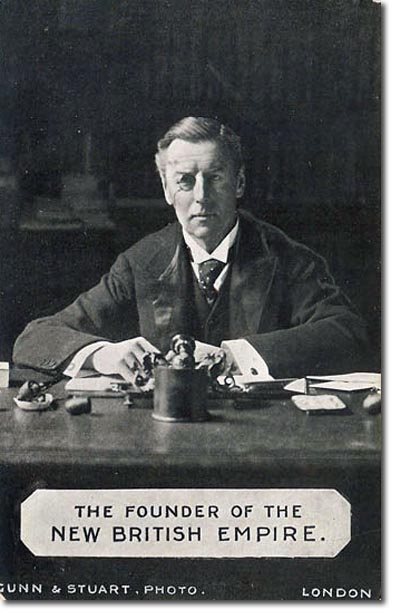 THE FOUNDER OF THE
NEW BRITISH EMPIRE.
GUNN & STUART, PHOTO. LONDON